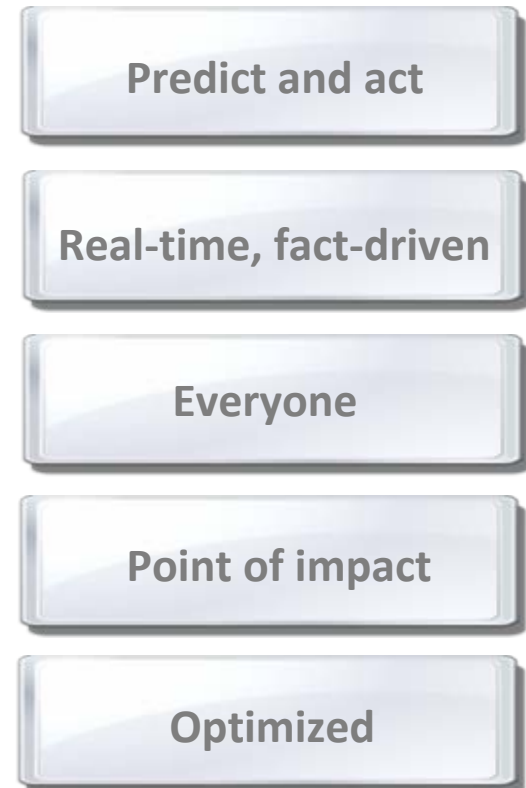 Predict and act
Real-time, fact-driven
Everyone
Point of impact
Optimized